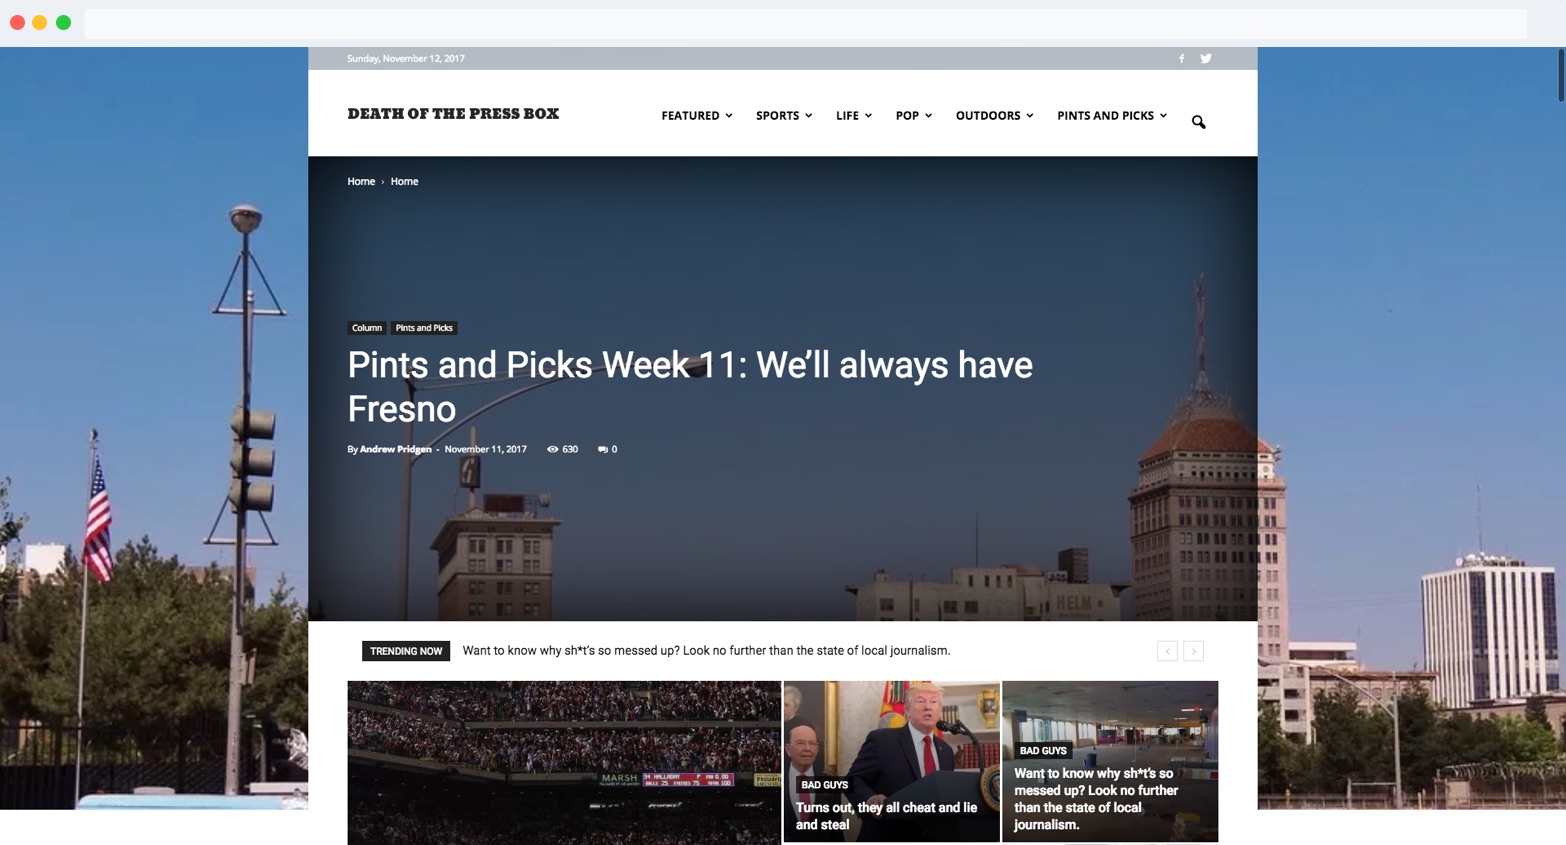 Sunday, November 12, 2017
DEATH OF THE PRESS BOX
FEATURED SPORTS LIFE POP OUTDOORS PINTS AND PICKS
Home › Home
Column Pints and Picks
Pints and Picks Week 11: We’ll always have
Fresno
By Andrew Pridgen - November 11, 2017 630 0
HELM
TRENDING NOW Want to know why sh*t’s so messed up? Look no further than the state of local journalism.
MARSH 34 HALLADAY P
BAD GUYS
Turns out, they all cheat and lie
and steal
BAD GUYS
Want to know why sh*t’s so
messed up? Look no further
than the state of local
journalism.